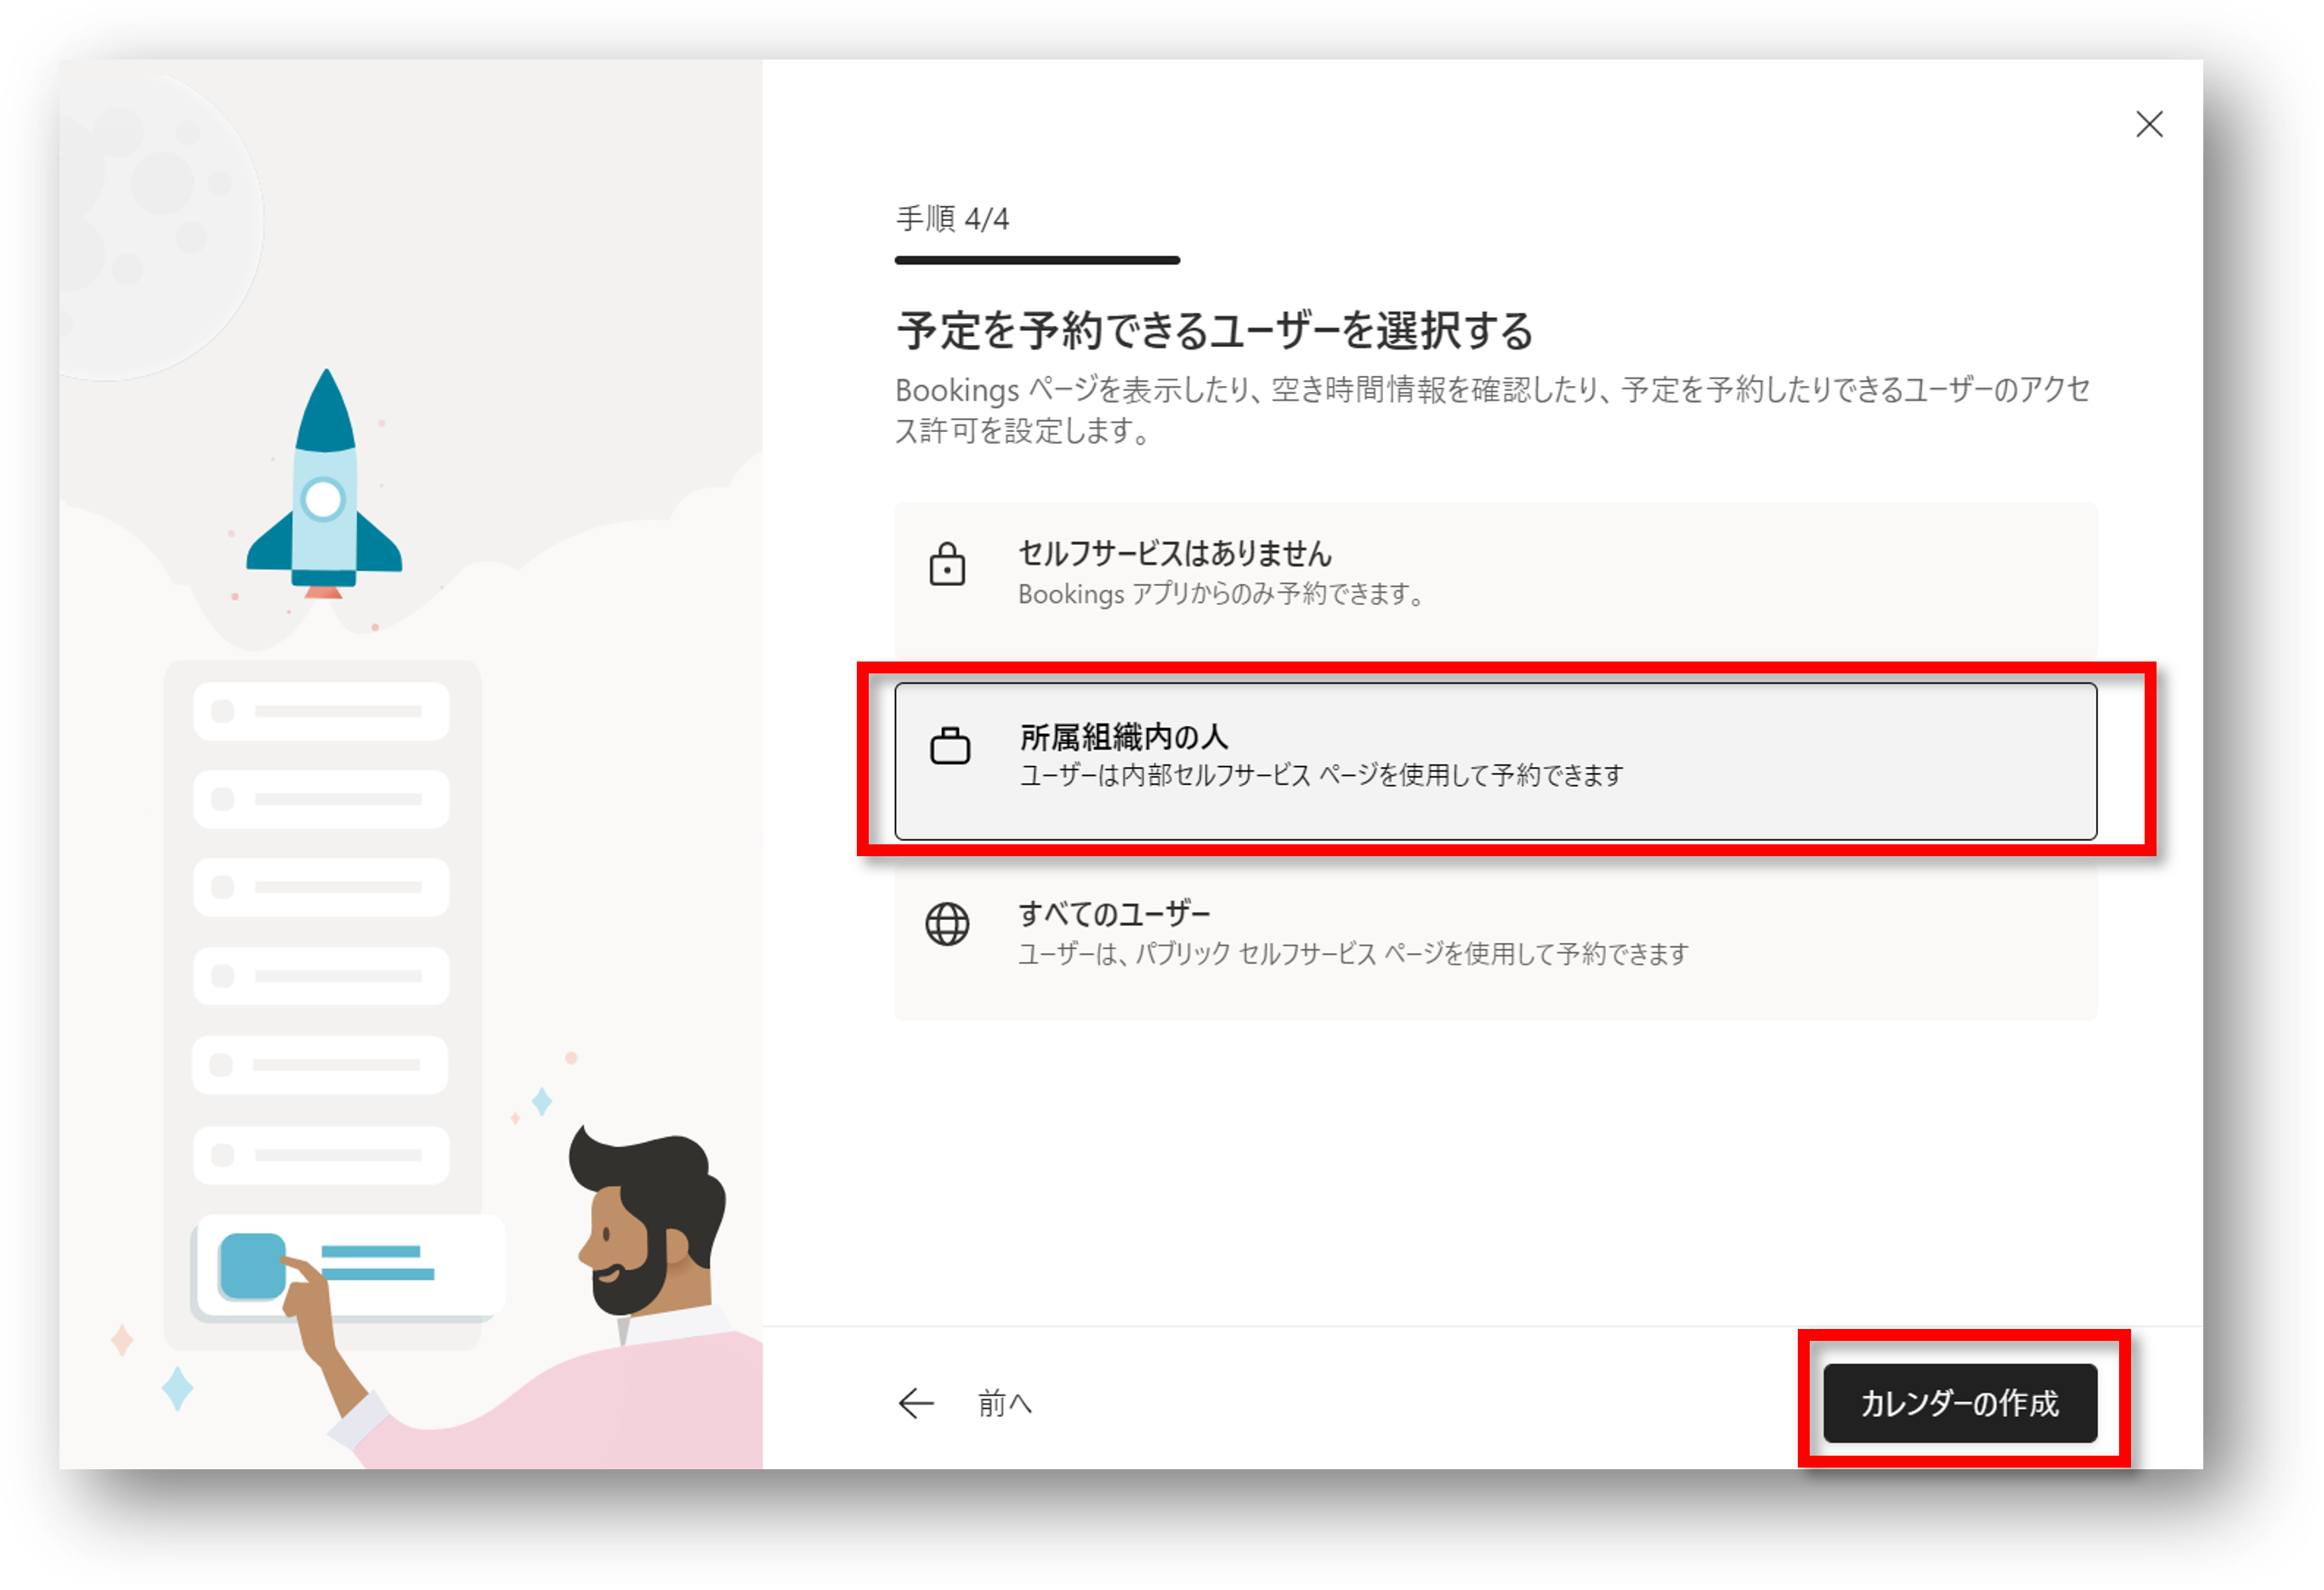 手順 4/4
予定を予約できるユーザーを選択する
Bookings ページを表示したり、空き時間情報を確認したり、予定を予約したりできるユーザーのアクセ
ス許可を設定します。
セルフサービスはありません
Bookings アプリからのみ予約できます。
所属組織内の人
ユーザーは内部セルフサービス ページを使用して予約できます
すべてのユーザー
ユーザーは、パブリック セルフサービス ページを使用して予約できます
前へ
カレンダーの作成